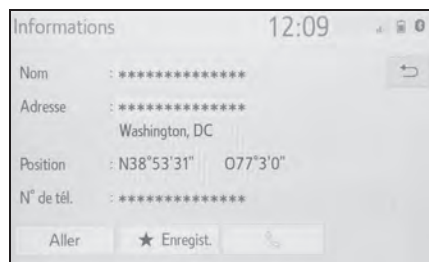 Informations 12:09
Nom : **************
Adresse : **************
Washington, DC
Position : N38°53'31" O77°3'0"
N° de tél. : **************
Aller ★ Enregist.